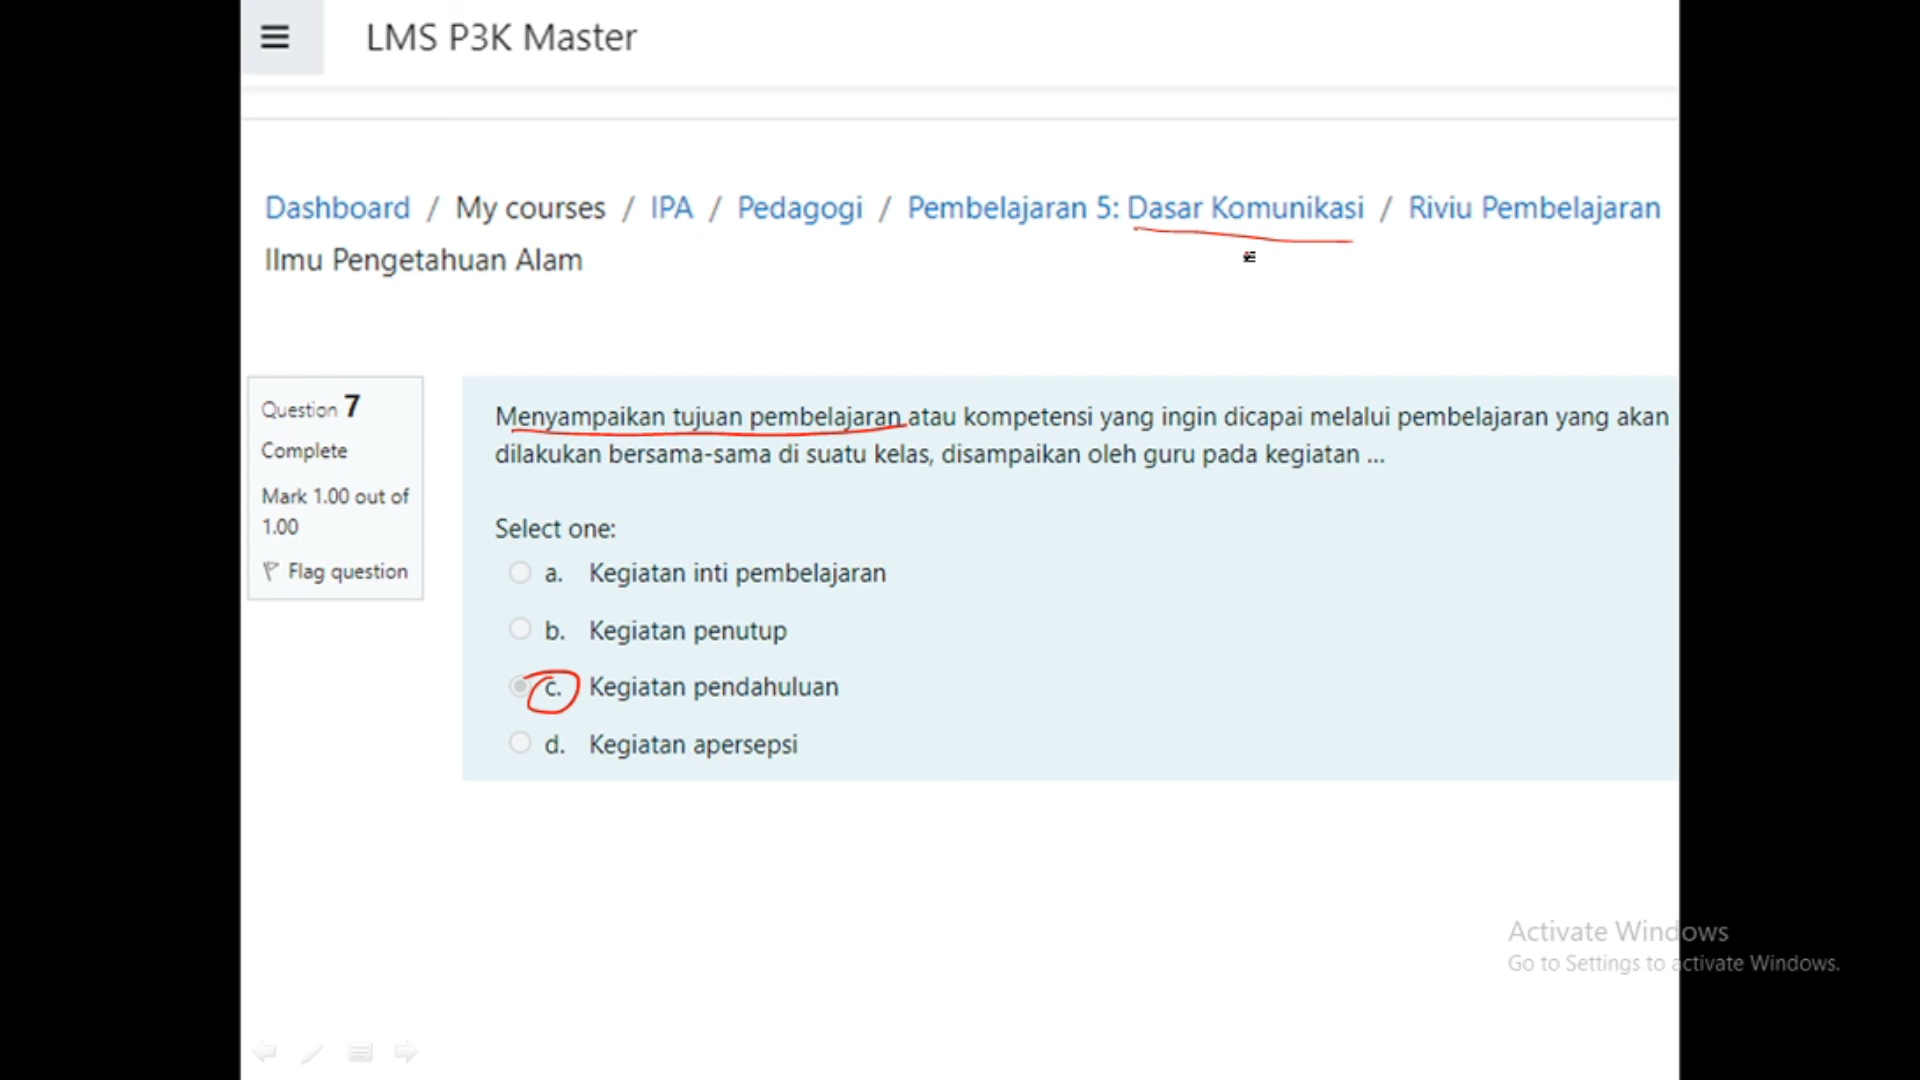 LMS P3K Master
Dashboard / My courses / IPA / Pedagogi / Pembelajaran 5: Dasar Komunikasi / Riviu Pembelajaran
Ilmu Pengetahuan Alam
Question 7
Complete
Mark 1.00 out of
1.00
Flag question
Menyampaikan tujuan pembelajaran atau kompetensi yang ingin dicapai melalui pembelajaran yang akan
dilakukan bersama-sama di suatu kelas, disampaikan oleh guru pada kegiatan ...
Select one:
a. Kegiatan inti pembelajaran
b. Kegiatan penutup
c. Kegiatan pendahuluan
d. Kegiatan apersepsi
Activate Windows
Go to Settings to activate Windows.